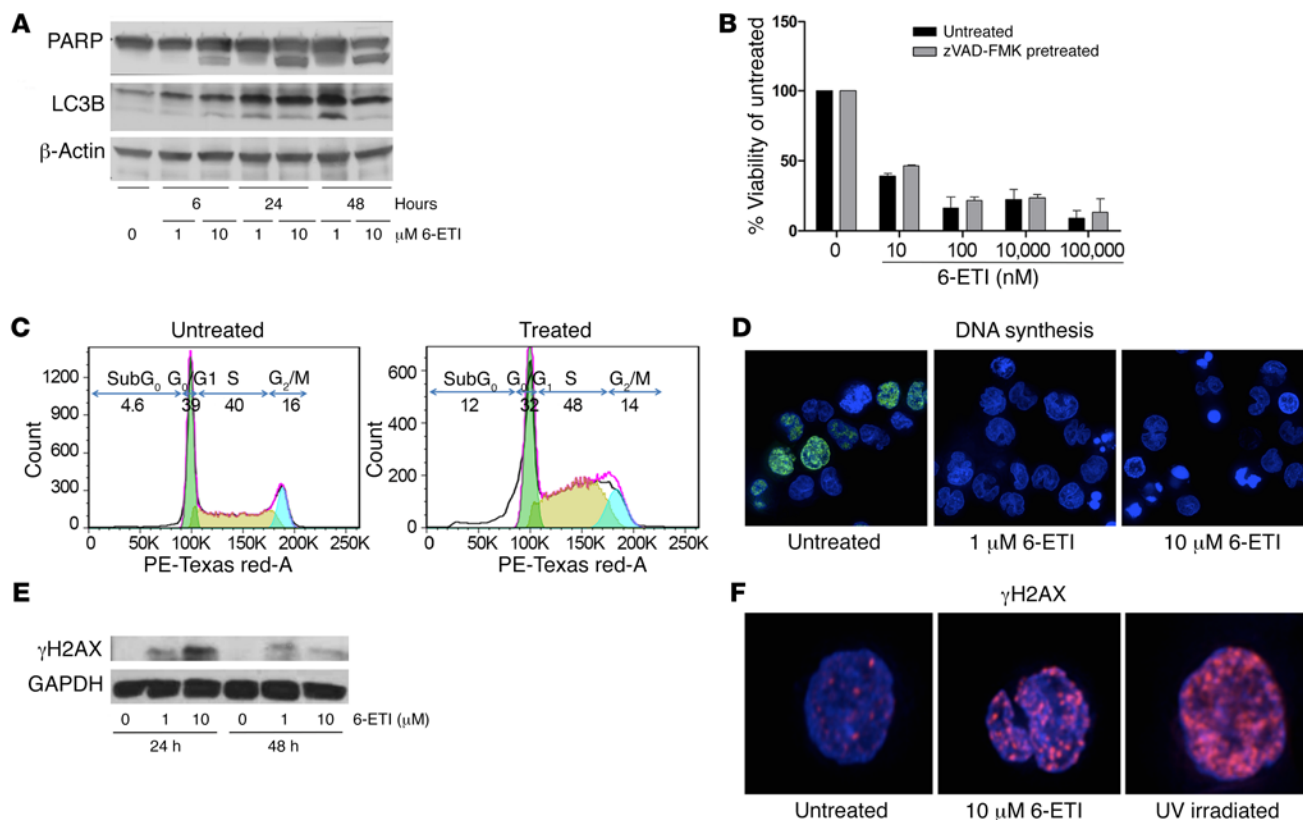 A
PARP
LC3B
β-Actin
6 24 48 Hours
0 1 10 1 10 1 10 μM 6-ETI
B
Untreated
zVAD-FMK pretreated
% Viability of untreated
150
100
50
0
0 10 100 10,000 100,000
6-ETI (nM)
C
Untreated
SubG0 G0/G1 S G2/M
4.6 39 40 16
Count
1200
900
600
300
0
0 50K 100K 150K 200K 250K
PE-Texas red-A
Treated
SubG0 G0/G1 S G2/M
12 32 48 14
Count
600
400
200
0
0 50K 100K 150K 200K 250K
PE-Texas red-A
D
DNA synthesis
Untreated 1 μM 6-ETI 10 μM 6-ETI
E
γH2AX
GAPDH
0 1 10 0 1 10 6-ETI (μM)
24 h 48 h
F
γH2AX
Untreated 10 μM 6-ETI UV irradiated